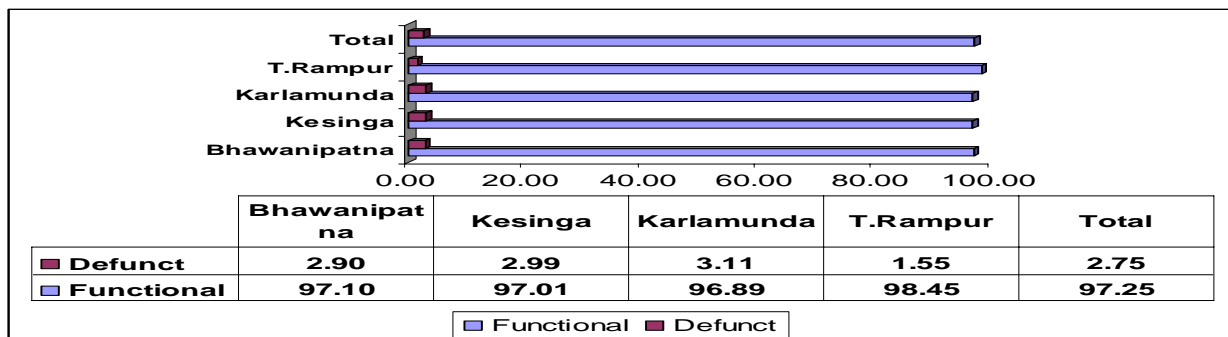 Total
T.Rampur
Karlamunda
Kesinga
Bhawanipatna
0.00 20.00 40.00 60.00 80.00 100.00
Bhawanipat
na Kesinga Karlamunda T.Rampur Total
Defunct 2.90 2.99 3.11 1.55 2.75
Functional 97.10 97.01 96.89 98.45 97.25
Functional Defunct